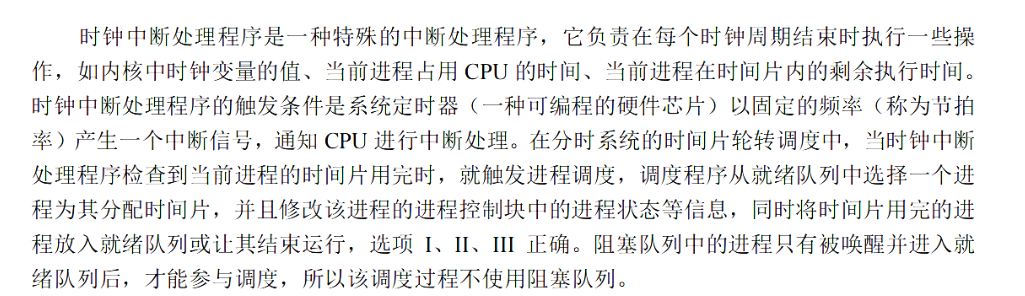 时钟中断处理程序是一种特殊的中断处理程序，它负责在每个时钟周期结束时执行一些操
作，如内核中时钟变量的值、当前进程占用 CPU 的时间、当前进程在时间片内的剩余执行时间。
时钟中断处理程序的触发条件是系统定时器（一种可编程的硬件芯片）以固定的频率（称为节拍
率）产生一个中断信号，通知 CPU 进行中断处理。在分时系统的时间片轮转调度中，当时钟中断
处理程序检查到当前进程的时间片用完时，就触发进程调度，调度程序从就绪队列中选择一个进
程为其分配时间片，并且修改该进程的进程控制块中的进程状态等信息，同时将时间片用完的进
程放入就绪队列或让其结束运行，选项 I、II、III 正确。阻塞队列中的进程只有被唤醒并进入就
绪队列后，才能参与调度，所以该调度过程不使用阻塞队列。